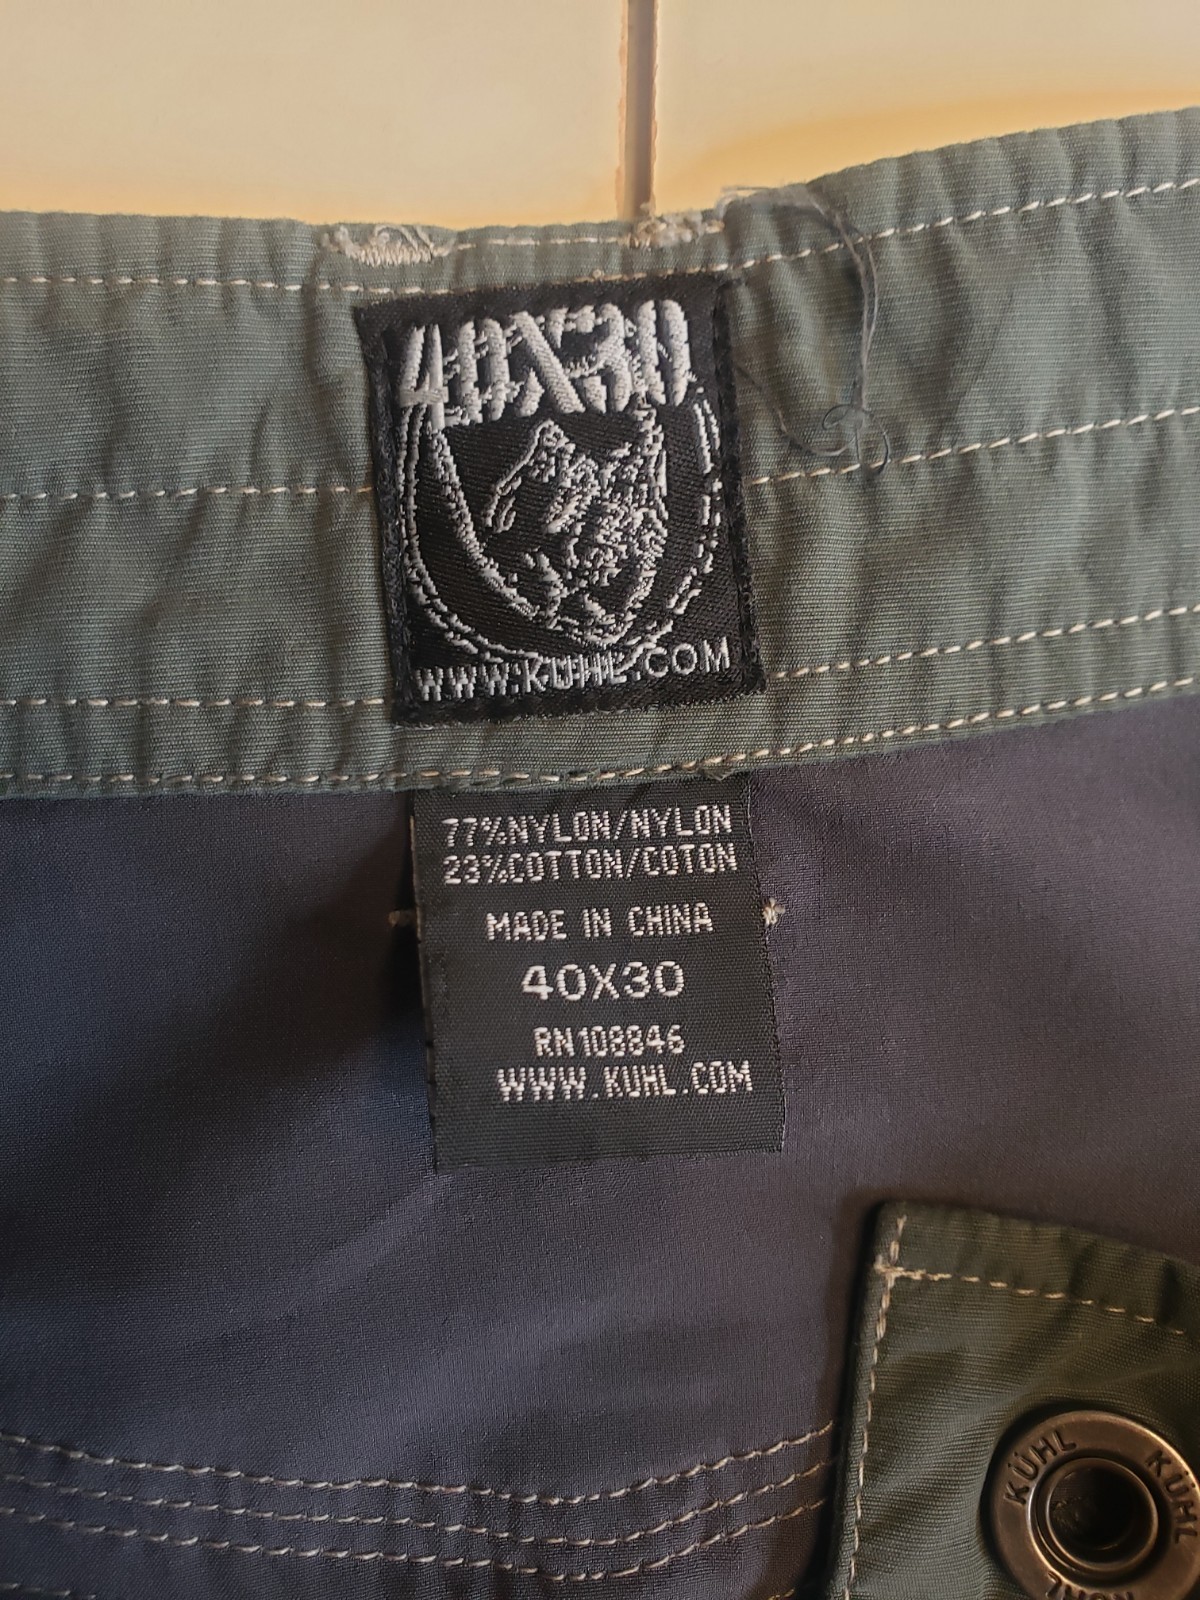 40X30
WWW.KUHL.COM
77%NYLON/NYLON
23%COTTON/COTON
MADE IN CHINA
40X30
RN108846
WWW.KUHL.COM
KÜHL
KÜHL